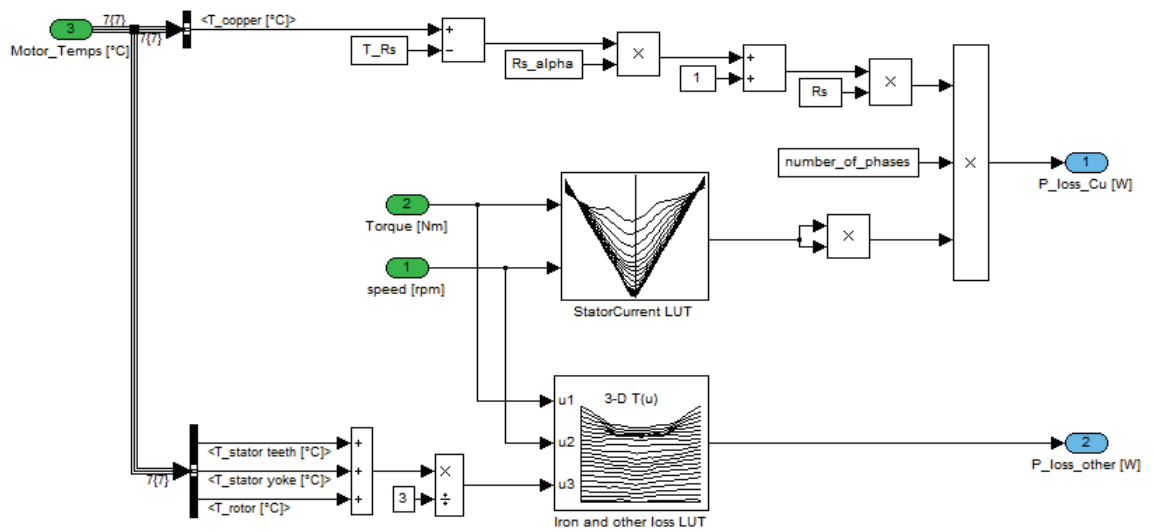 7{7}
<T_copper [°C]>
3
7{7}
Motor_Temps [°C]
+
−
T_Rs
Rs_alpha
×
+
+
1
×
Rs
number_of_phases
×
1
P_loss_Cu [W]
2
Torque [Nm]
×
1
speed [rpm]
StatorCurrent LUT
u1
3-D T(u)
u2
2
P_loss_other [W]
u3
+
<T_stator teeth [°C]>
+
<T_stator yoke [°C]>
7{7}
+
<T_rotor [°C]>
×
÷
3
Iron and other loss LUT